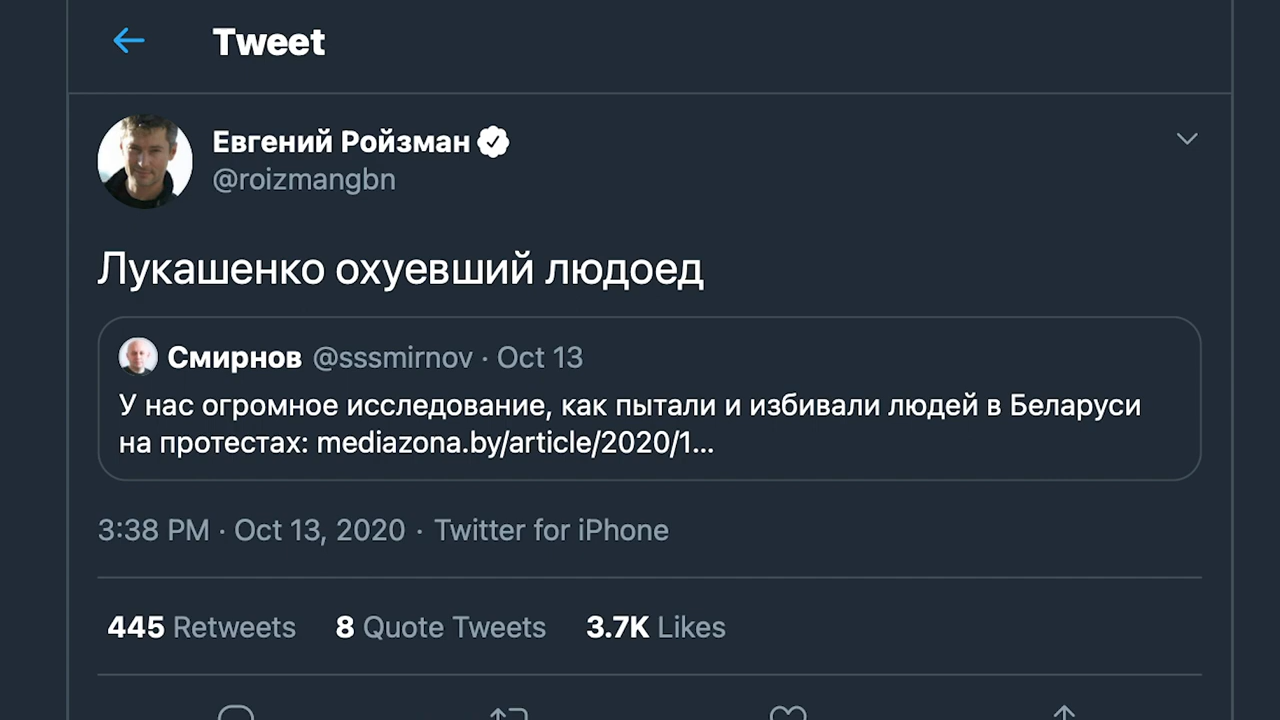 Tweet
Евгений Ройзман
@roizmangbn
Лукашенко охуевший людоед
Смирнов @sssmirnov · Oct 13
У нас огромное исследование, как пытали и избивали людей в Беларуси
на протестах: mediazona.by/article/2020/1...
3:38 PM · Oct 13, 2020 · Twitter for iPhone
445 Retweets 8 Quote Tweets 3.7K Likes